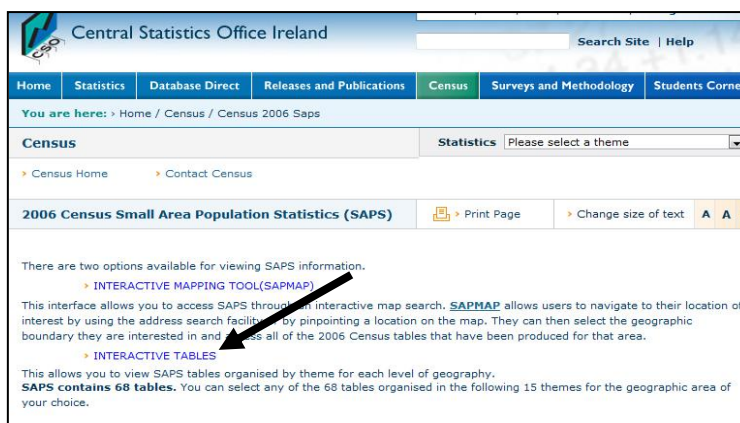 CSO
Central Statistics Office Ireland
Search Site | Help
Home Statistics Database Direct Releases and Publications Census Surveys and Methodology Students Corne
You are here: › Home / Census / Census 2006 Saps
Census Statistics Please select a theme
› Census Home › Contact Census
2006 Census Small Area Population Statistics (SAPS) › Print Page › Change size of text A A
There are two options available for viewing SAPS information.
› INTERACTIVE MAPPING TOOL(SAPMAP)
This interface allows you to access SAPS through an interactive map search. SAPMAP allows users to navigate to their location of
interest by using the address search facility or by pinpointing a location on the map. They can then select the geographic
boundary they are interested in and access all of the 2006 Census tables that have been produced for that area.
› INTERACTIVE TABLES
This allows you to view SAPS tables organised by theme for each level of geography.
SAPS contains 68 tables. You can select any of the 68 tables organised in the following 15 themes for the geographic area of
your choice.